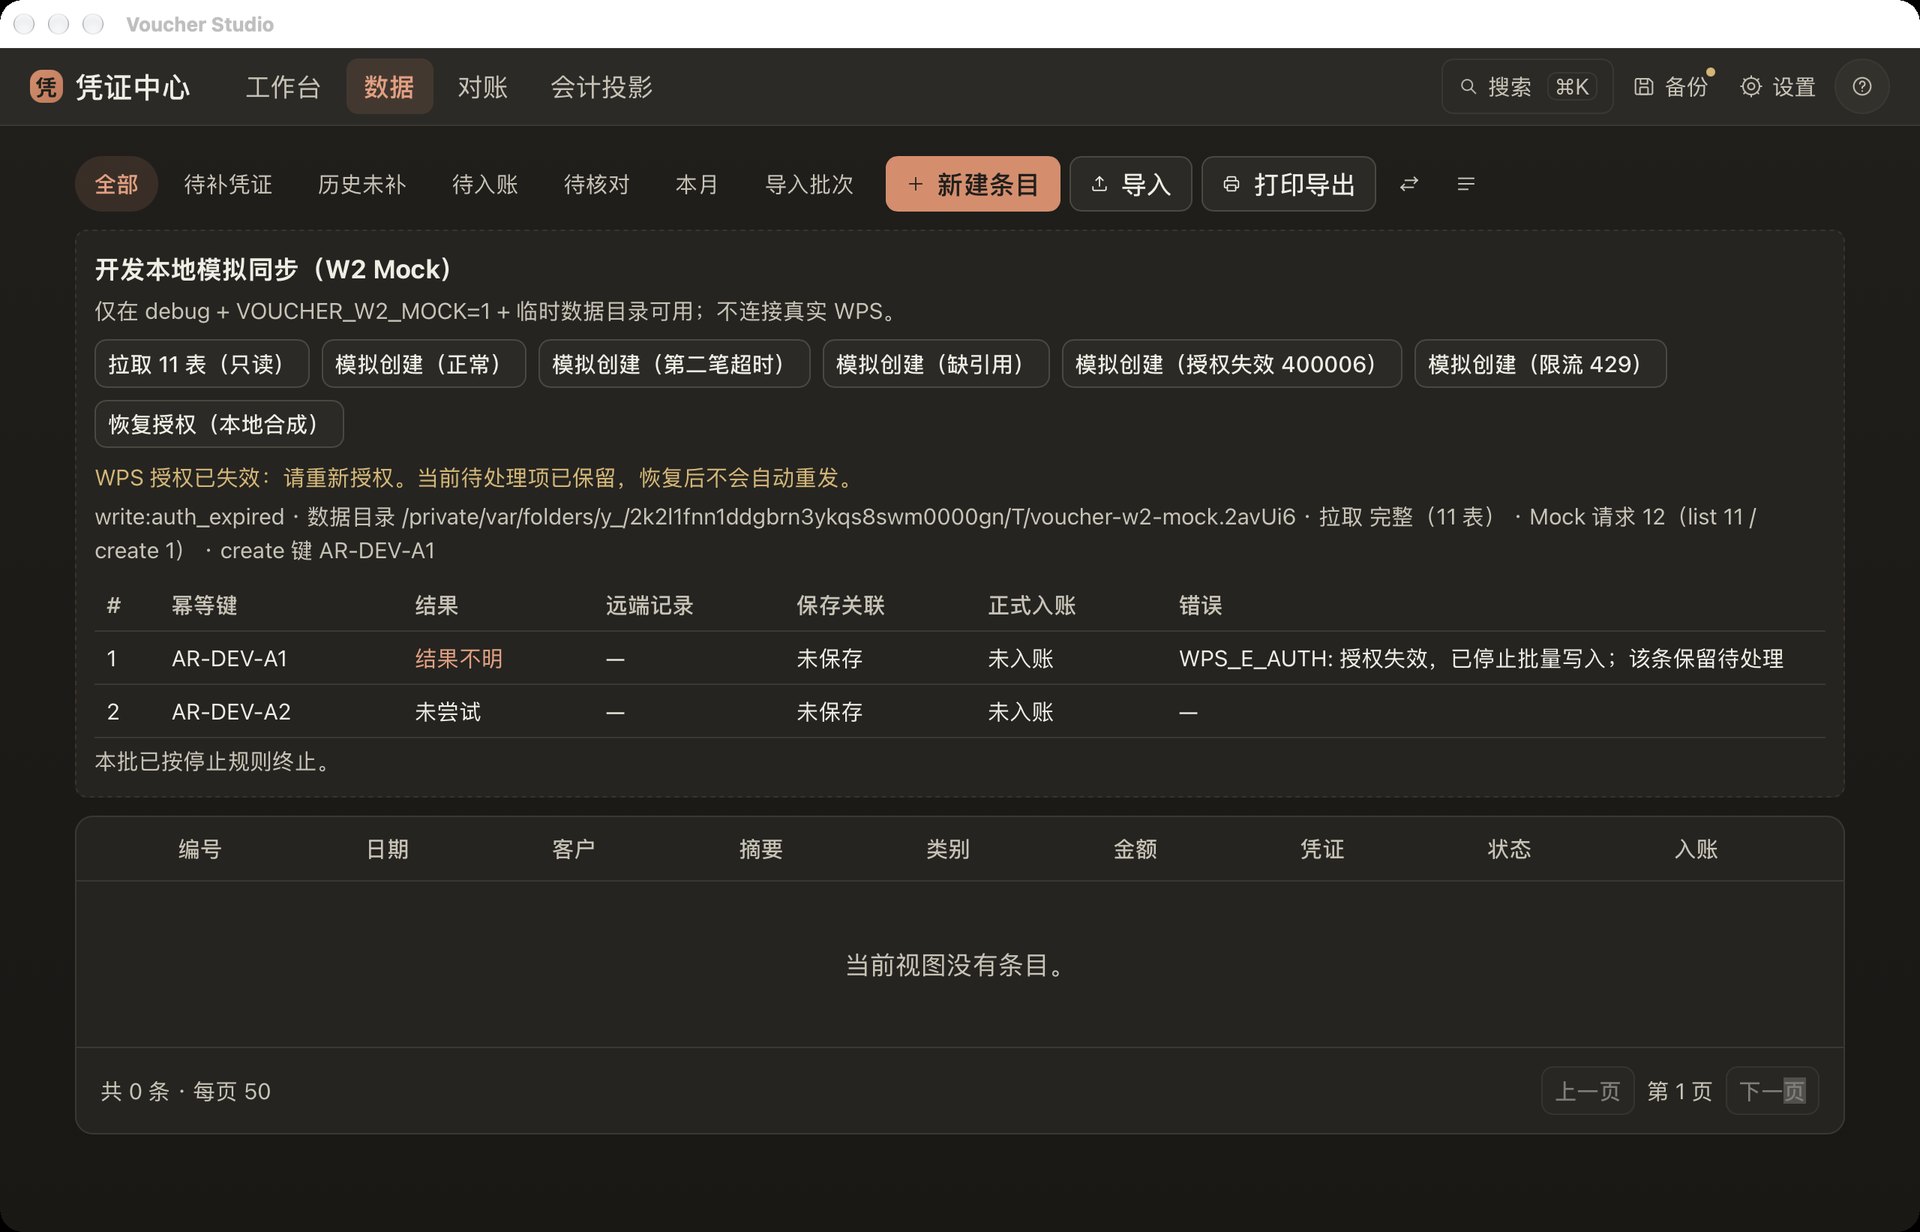 Voucher Studio
凭 凭证中心 工作台 数据 对账 会计投影 搜索 ⌘K 备份 设置
全部 待补凭证 历史未补 待入账 待核对 本月 导入批次 + 新建条目 导入 打印导出
开发本地模拟同步（W2 Mock）
仅在 debug + VOUCHER_W2_MOCK=1 + 临时数据目录可用；不连接真实 WPS。
拉取 11 表（只读） 模拟创建（正常） 模拟创建（第二笔超时） 模拟创建（缺引用） 模拟创建（授权失效 400006） 模拟创建（限流 429）
恢复授权（本地合成）
WPS 授权已失效：请重新授权。当前待处理项已保留，恢复后不会自动重发。
write:auth_expired · 数据目录 /private/var/folders/y_/2k2l1fnn1ddgbrn3ykqs8swm0000gn/T/voucher-w2-mock.2avUi6 · 拉取 完整（11 表） · Mock 请求 12（list 11 /
create 1） · create 键 AR-DEV-A1
# 幂等键 结果 远端记录 保存关联 正式入账 错误
1 AR-DEV-A1 结果不明 — 未保存 未入账 WPS_E_AUTH: 授权失效，已停止批量写入；该条保留待处理
2 AR-DEV-A2 未尝试 — 未保存 未入账 —
本批已按停止规则终止。
编号 日期 客户 摘要 类别 金额 凭证 状态 入账
当前视图没有条目。
共 0 条 · 每页 50 上一页 第 1 页 下一页